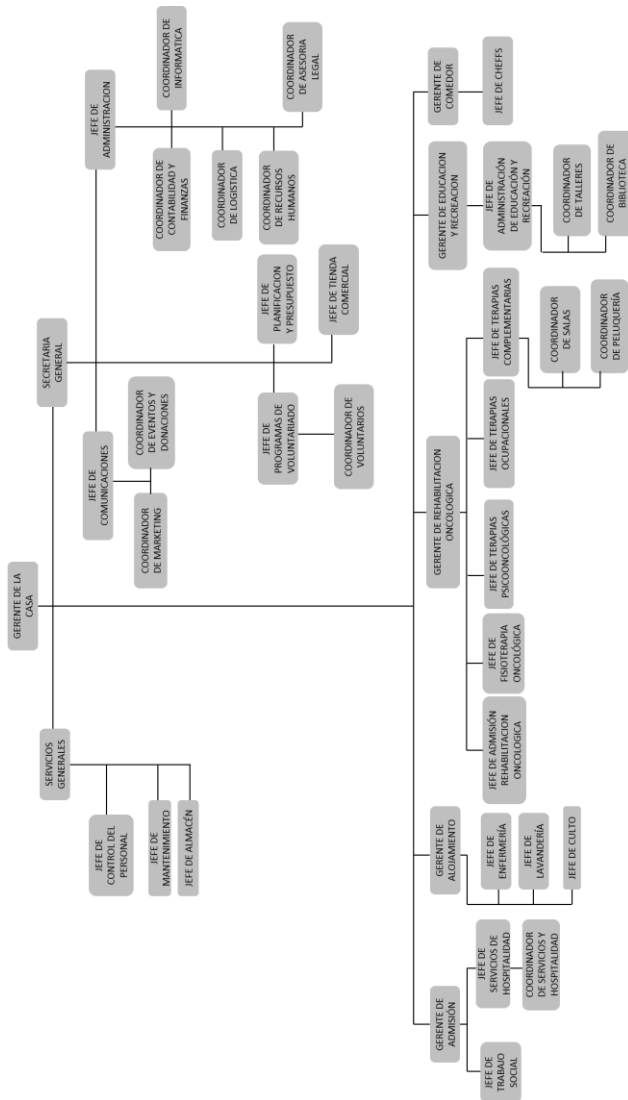 GERENTE DE LA
CASA
SERVICIOS
GENERALES
SECRETARIA
GENERAL
JEFE DE
CONTROL DEL
PERSONAL
JEFE DE
MANTENIMIENTO
JEFE DE ALMACÉN
JEFE DE
COMUNICACIONES
COORDINADOR
DE MARKETING
COORDINADOR
DE EVENTOS Y
DONACIONES
JEFE DE
ADMINISTRACION
COORDINADOR DE
CONTABILIDAD Y
FINANZAS
COORDINADOR DE
INFORMATICA
COORDINADOR
DE LOGISTICA
COORDINADOR
DE RECURSOS
HUMANOS
COORDINADOR
DE ASESORIA
LEGAL
JEFE DE
PROGRAMAS DE
VOLUNTARIADO
JEFE DE
PLANIFICACION
Y PRESUPUESTO
COORDINADOR DE
VOLUNTARIOS
JEFE DE TIENDA
COMERCIAL
GERENTE DE
ADMISIÓN
JEFE DE
TRABAJO
SOCIAL
JEFE DE
SERVICIOS DE
HOSPITALIDAD
COORDINADOR
DE SERVICIOS Y
HOSPITALIDAD
GERENTE DE
ALOJAMIENTO
JEFE DE
ENFERMERÍA
JEFE DE
LAVANDERÍA
JEFE DE CULTO
GERENTE DE REHABILITACION
ONCOLOGICA
JEFE DE ADMISIÓN
REHABILITACION
ONCOLOGICA
JEFE DE
FISIOTERAPIA
ONCOLÓGICA
JEFE DE TERAPIAS
PSICOONCOLÓGICAS
JEFE DE TERAPIAS
OCUPACIONALES
JEFE DE TERAPIAS
COMPLEMENTARIAS
COORDINADOR
DE SALAS
COORDINADOR
DE PELUQUERÍA
GERENTE DE EDUCACION
Y RECREACION
JEFE DE
ADMINISTRACIÓN
DE EDUCACIÓN Y
RECREACIÓN
COORDINADOR
DE TALLERES
COORDINADOR DE
BIBLIOTECA
GERENTE DE
COMEDOR
JEFE DE CHEFFS